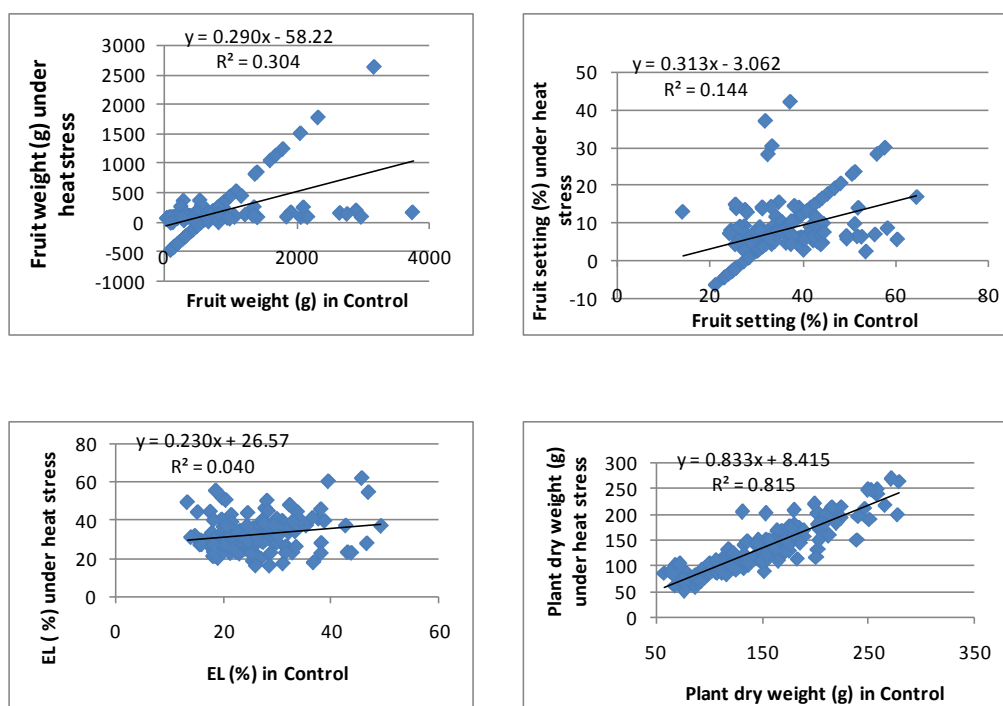 y = 0.290x - 58.22
R² = 0.304
Fruit weight (g) under
heat stress
3000
2500
2000
1500
1000
500
0
-500
-1000
0 2000 4000
Fruit weight (g) in Control
y = 0.313x - 3.062
R² = 0.144
Fruit setting (%) under heat
stress
50
40
30
20
10
0
-10
0 20 40 60 80
Fruit setting (%) in Control
y = 0.230x + 26.57
R² = 0.040
EL ( %) under heat stress
80
60
40
20
0
0 20 40 60
EL (%) in Control
y = 0.833x + 8.415
R² = 0.815
Plant dry weight (g)
under heat stress
300
250
200
150
100
50
0
50 150 250 350
Plant dry weight (g) in Control